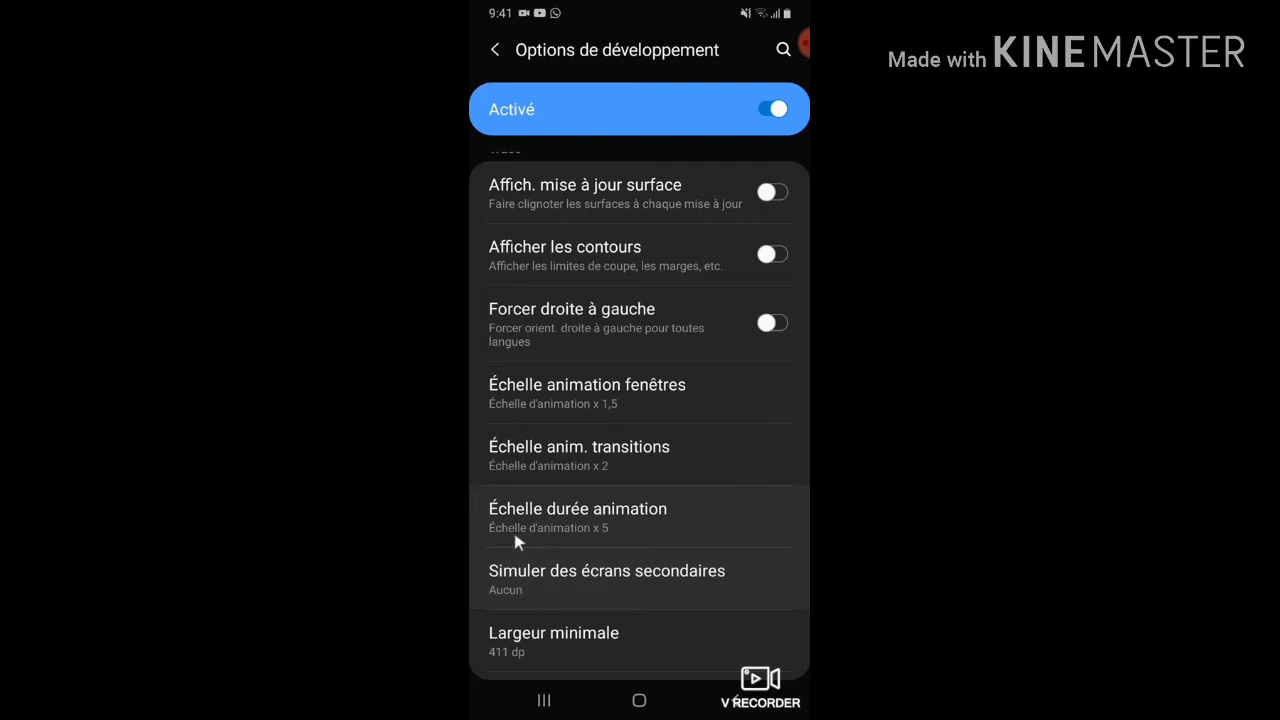 9:41
Options de développement
Made with KINEMASTER
Activé
Affich. mise à jour surface
Faire clignoter les surfaces à chaque mise à jour
Afficher les contours
Afficher les limites de coupe, les marges, etc.
Forcer droite à gauche
Forcer orient. droite à gauche pour toutes
langues
Échelle animation fenêtres
Échelle d'animation x 1,5
Échelle anim. transitions
Échelle d'animation x 2
Échelle durée animation
Échelle d'animation x 5
Simuler des écrans secondaires
Aucun
Largeur minimale
411 dp
V RECORDER